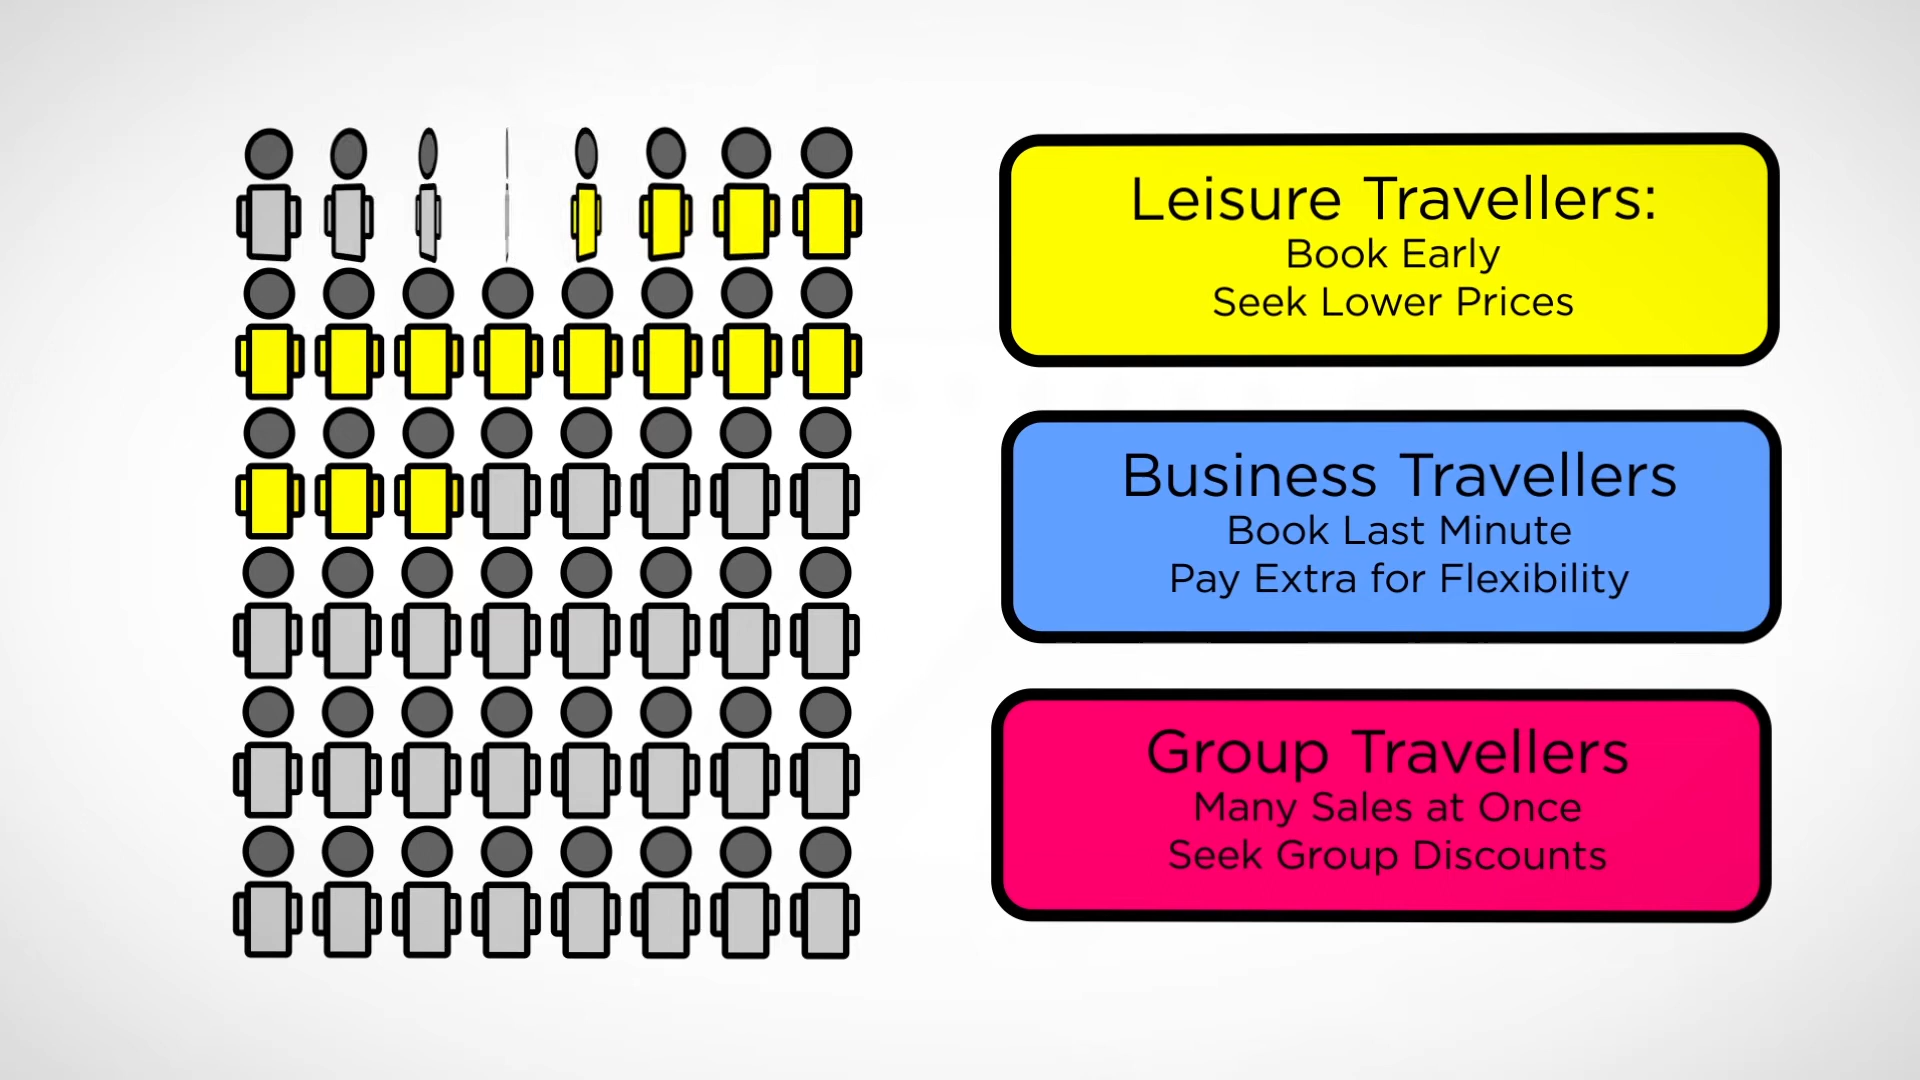 Leisure Travellers:
Book Early
Seek Lower Prices
Business Travellers
Book Last Minute
Pay Extra for Flexibility
Group Travellers
Many Sales at Once
Seek Group Discounts